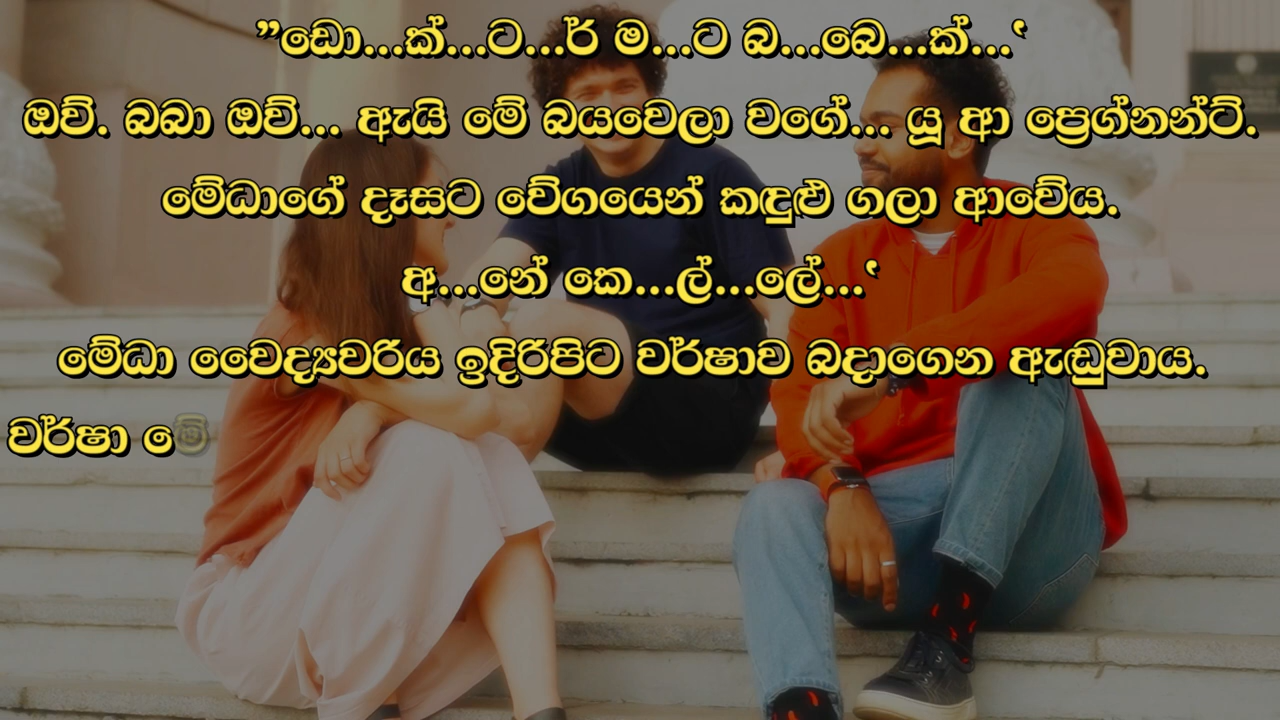 ”ඩො...ක්...ට...ර් ම...ට බ...බෙ...ක්...‘
ඔව්. බබා ඔව්... ඇයි මේ බයවෙලා වගේ... යූ ආ ප්‍රෙග්නන්ට්.
මේධාගේ දෑසට වේගයෙන් කඳුළු ගලා ආවේය.
අ...නේ කෙ...ල්...ලේ...‘
මේධා වෛද්‍යවරිය ඉදිරිපිට වර්ෂාව බදාගෙන ඇඬුවාය.
වර්ෂා මේ